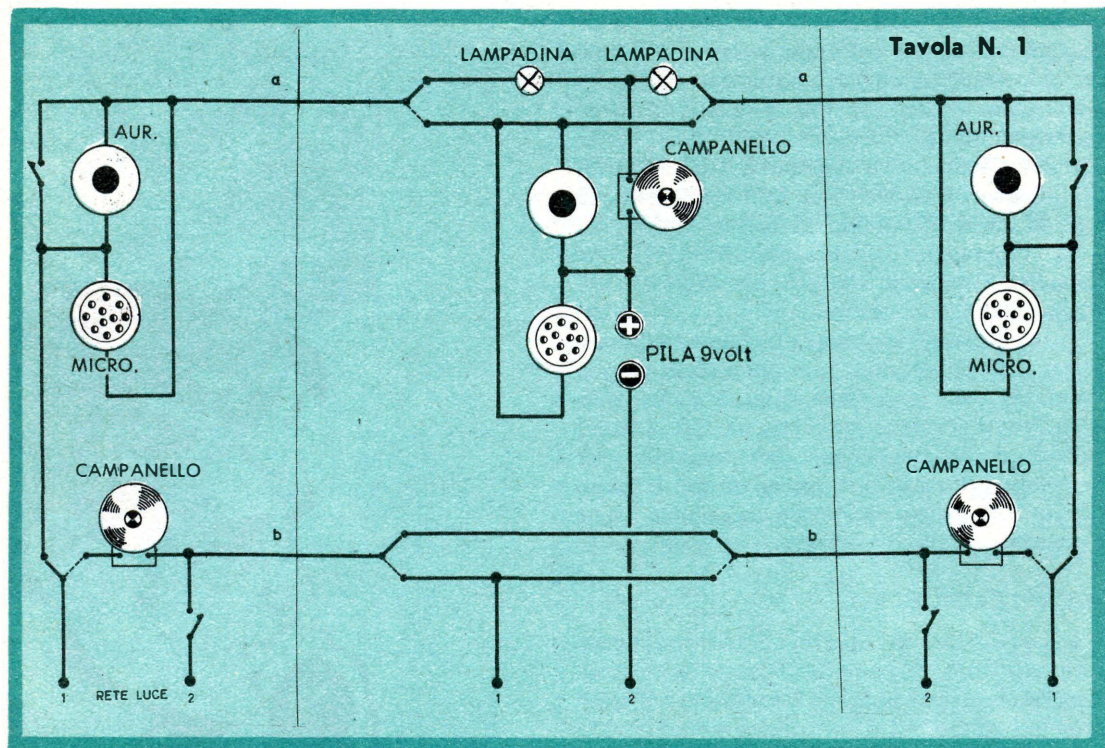 Tavola N. 1
LAMPADINA LAMPADINA
a
a
AUR.
CAMPANELLO
AUR.
MICRO.
+
PILA 9volt
−
MICRO.
CAMPANELLO
CAMPANELLO
b
b
1 RETE LUCE 2
1
2
2
1